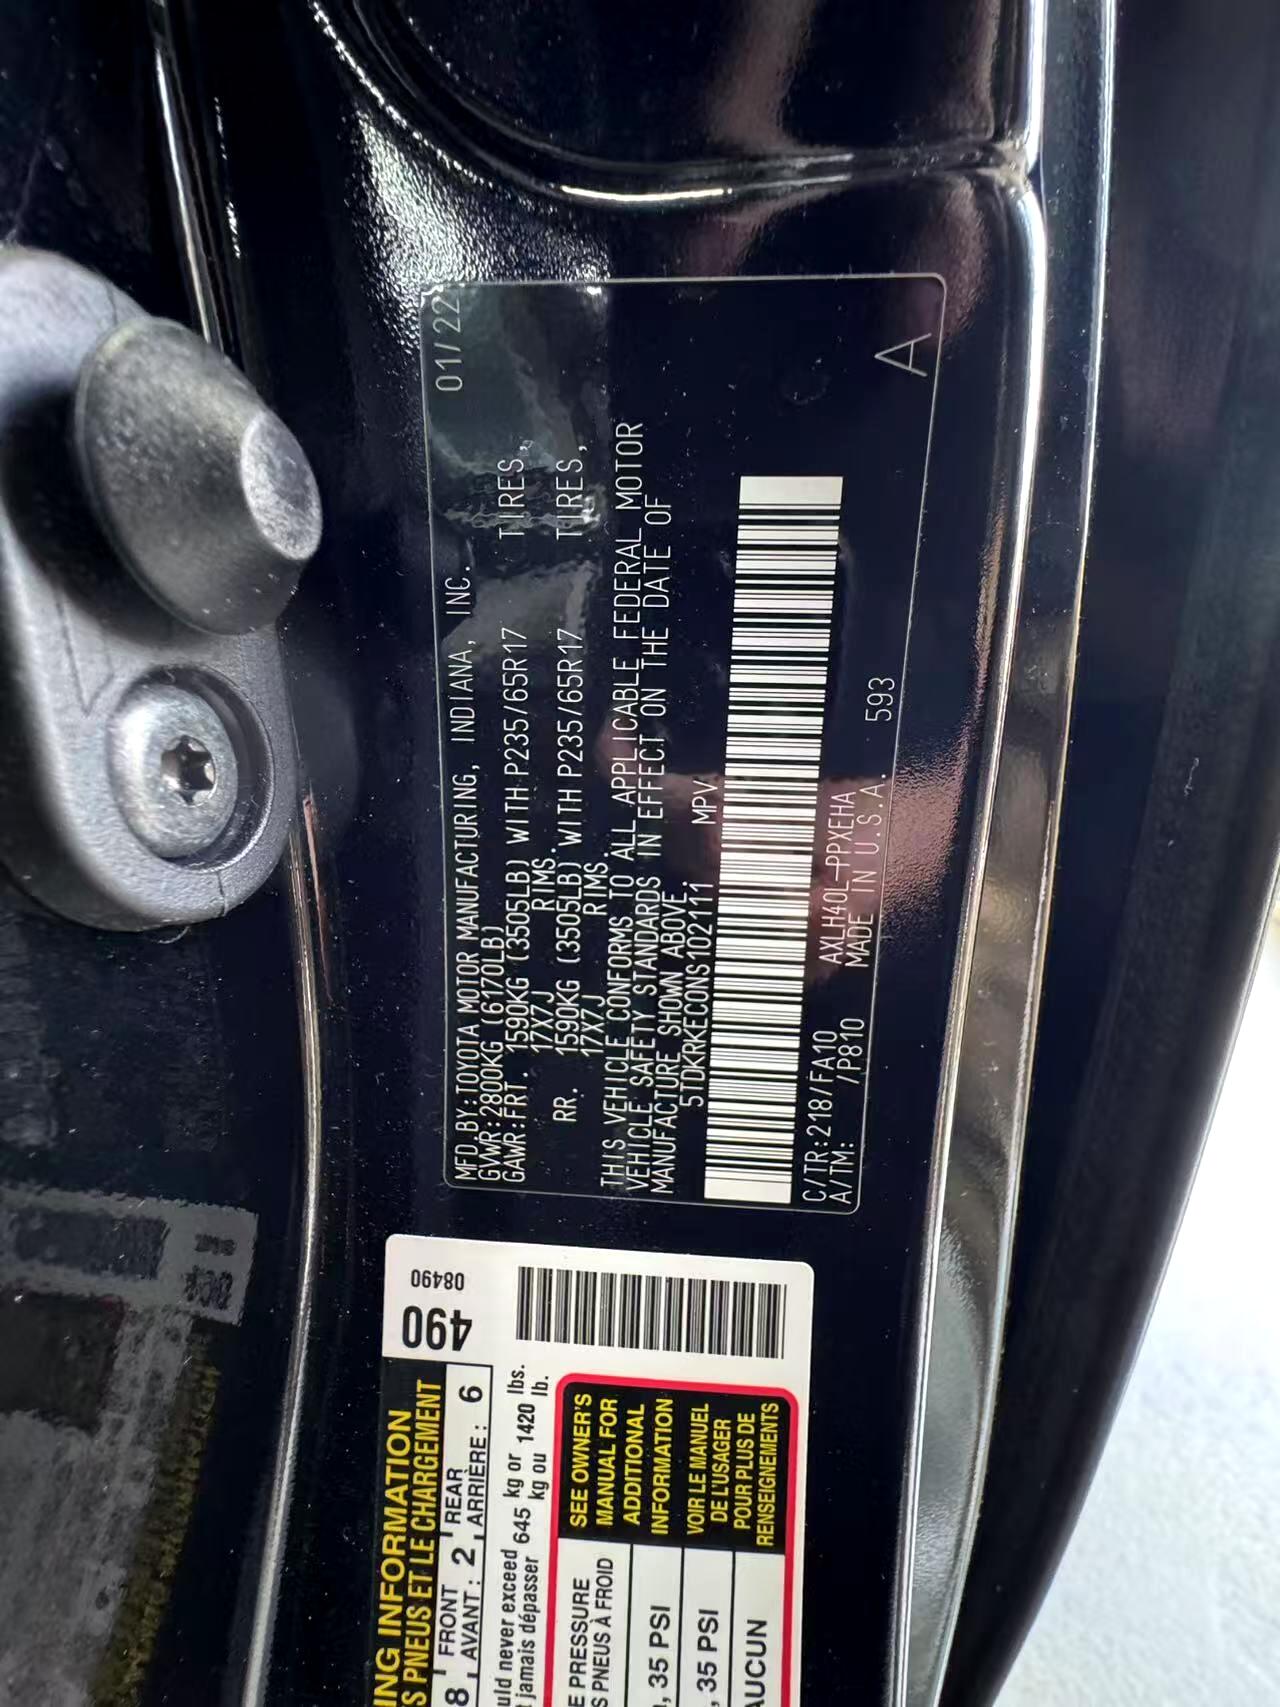 MFD.BY:TOYOTA MOTOR MANUFACTURING, INDIANA, INC. 01/22
GVWR:2800KG (6170LB)
GAWR:FRT. 1590KG (3505LB) WITH P235/65R17 TIRES,
17X7J RIMS.
RR. 1590KG (3505LB) WITH P235/65R17 TIRES,
17X7J RIMS.
THIS VEHICLE CONFORMS TO ALL APPLICABLE FEDERAL MOTOR
VEHICLE SAFETY STANDARDS IN EFFECT ON THE DATE OF
MANUFACTURE SHOWN ABOVE.
5TDKRKEC0NS102111 MPV
C/TR:218/FA10 AXLH40L-PPXEHA
A/TM: /P810 MADE IN U.S.A. 593
A
490
08490
ING INFORMATION
S PNEUS ET LE CHARGEMENT
8 FRONT AVANT : 2 REAR ARRIÈRE : 6
uld never exceed 645 kg or 1420 lbs.
t jamais dépasser kg ou lb.
E PRESSURE
S PNEUS À FROID
, 35 PSI
, 35 PSI
AUCUN
SEE OWNER'S
MANUAL FOR
ADDITIONAL
INFORMATION
VOIR LE MANUEL
DE L'USAGER
POUR PLUS DE
RENSEIGNEMENTS